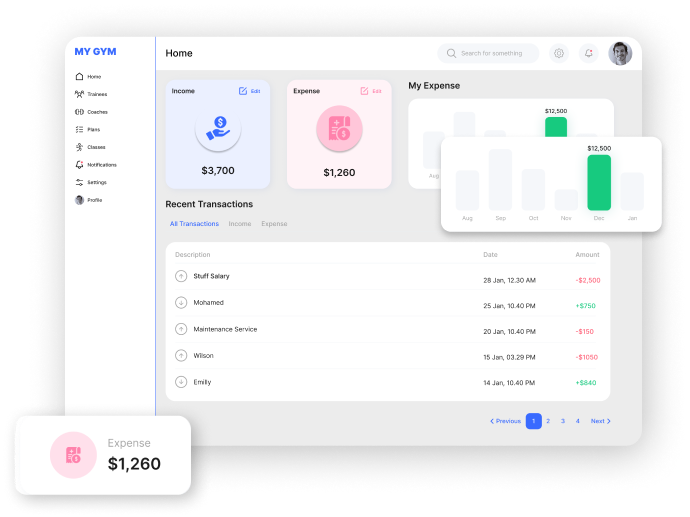 MY GYM
Home
Trainees
Coaches
Plans
Classes
Notifications
Settings
Profile
Home
Search for something
Income
Edit
$3,700
Expense
Edit
$1,260
My Expense
$12,500
Aug
$12,500
Aug Sep Oct Nov Dec Jan
Recent Transactions
All Transactions Income Expense
Description Date Amount
Stuff Salary 28 Jan, 12.30 AM -$2,500
Mohamed 25 Jan, 10.40 PM +$750
Maintenance Service 20 Jan, 10.40 PM -$150
Wilson 15 Jan, 03.29 PM -$1050
Emilly 14 Jan, 10.40 PM +$840
Previous 1 2 3 4 Next
Expense
$1,260